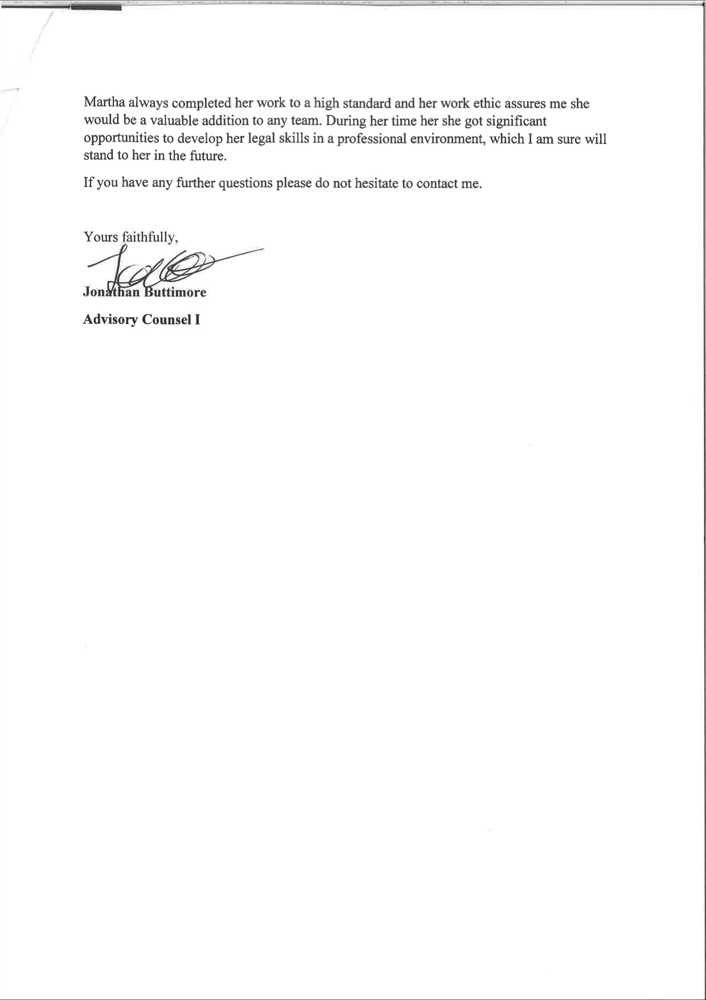 Martha always completed her work to a high standard and her work ethic assures me she
would be a valuable addition to any team. During her time her she got significant
opportunities to develop her legal skills in a professional environment, which I am sure will
stand to her in the future.
If you have any further questions please do not hesitate to contact me.
Yours faithfully,
Jonathan Buttimore
Advisory Counsel I